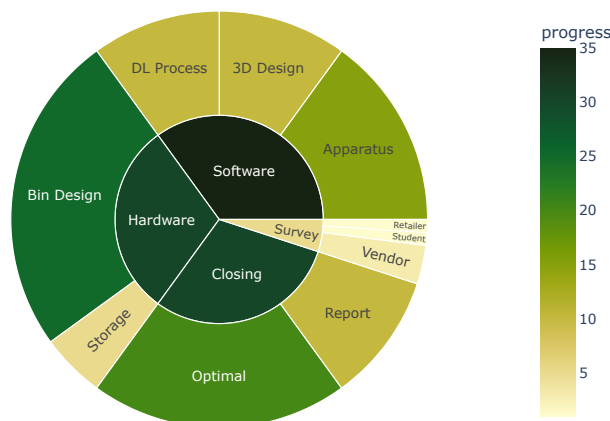 progress
35
DL Process
3D Design
30
Apparatus
Software
25
Bin Design
Hardware
Survey
Retailer
Student
20
Vendor
Closing
15
Report
Storage
10
Optimal
5